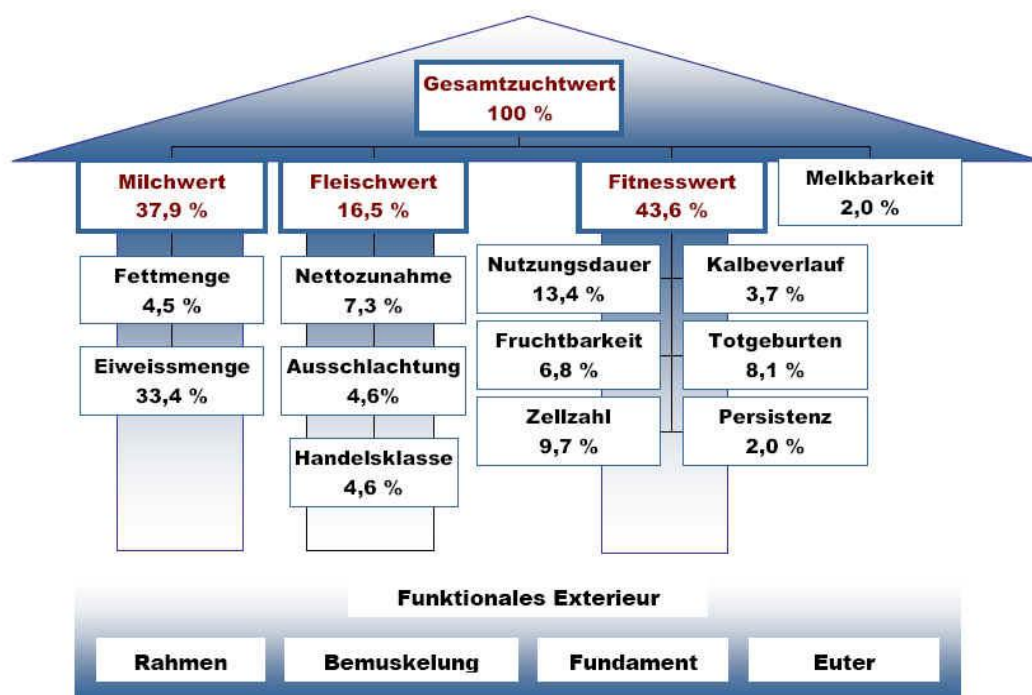 Gesamtzuchtwert
100 %
Milchwert
37,9 %
Fleischwert
16,5 %
Fitnesswert
43,6 %
Melkbarkeit
2,0 %
Fettmenge
4,5 %
Eiweissmenge
33,4 %
Nettozunahme
7,3 %
Ausschlachtung
4,6%
Handelsklasse
4,6 %
Nutzungsdauer
13,4 %
Kalbeverlauf
3,7 %
Fruchtbarkeit
6,8 %
Totgeburten
8,1 %
Zellzahl
9,7 %
Persistenz
2,0 %
Funktionales Exterieur
Rahmen
Bemuskelung
Fundament
Euter